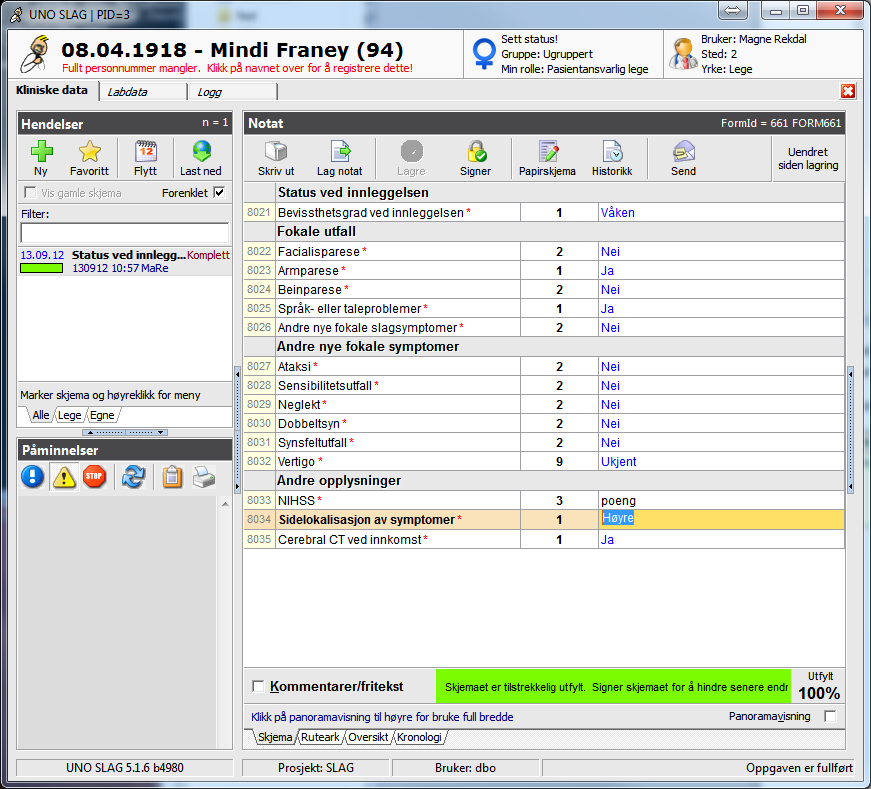 UNO SLAG | PID=3
08.04.1918 - Mindi Franey (94)
Fullt personnummer mangler. Klikk på navnet over for å registrere dette!
Sett status!
Gruppe: Ugruppert
Min rolle: Pasientansvarlig lege
Bruker: Magne Rekdal
Sted: 2
Yrke: Lege
Kliniske data Labdata Logg
Hendelser n = 1
Ny Favoritt Flytt Last ned
Vis gamle skjema Forenklet
Filter:
13.09.12 Status ved innlegg... Komplett
130912 10:57 MaRe
Marker skjema og høyreklikk for meny
Alle Lege Egne
Påminnelser
STOP
Notat FormId = 661 FORM661
Skriv ut Lag notat Lagre Signer Papirskjema Historikk Send
Uendret
siden lagring
Status ved innleggelsen
8021 Bevissthetsgrad ved innleggelsen* 1 Våken
Fokale utfall
8022 Facialisparese* 2 Nei
8023 Armparese* 1 Ja
8024 Beinparese* 2 Nei
8025 Språk- eller taleproblemer* 1 Ja
8026 Andre nye fokale slagsymptomer* 2 Nei
Andre nye fokale symptomer
8027 Ataksi* 2 Nei
8028 Sensibilitetsutfall* 2 Nei
8029 Neglekt* 2 Nei
8030 Dobbeltsyn* 2 Nei
8031 Synsfeltutfall* 2 Nei
8032 Vertigo* 9 Ukjent
Andre opplysninger
8033 NIHSS* 3 poeng
8034 Sidelokalisasjon av symptomer* 1 Høyre
8035 Cerebral CT ved innkomst* 1 Ja
Kommentarer/fritekst
Skjemaet er tilstrekkelig utfylt. Signer skjemaet for å hindre senere endr
Utfylt
100%
Klikk på panoramavisning til høyre for bruke full bredde
Panoramavisning
Skjema Ruteark Oversikt Kronologi
UNO SLAG 5.1.6 b4980 Prosjekt: SLAG Bruker: dbo Oppgaven er fullført